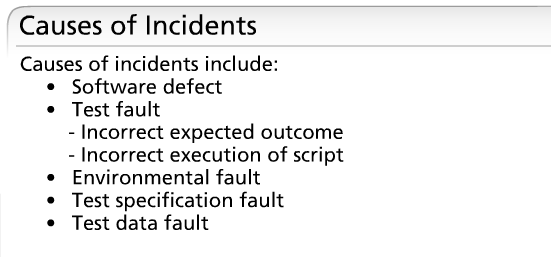 Causes of Incidents
Causes of incidents include:
• Software defect
• Test fault
- Incorrect expected outcome
- Incorrect execution of script
• Environmental fault
• Test specification fault
• Test data fault